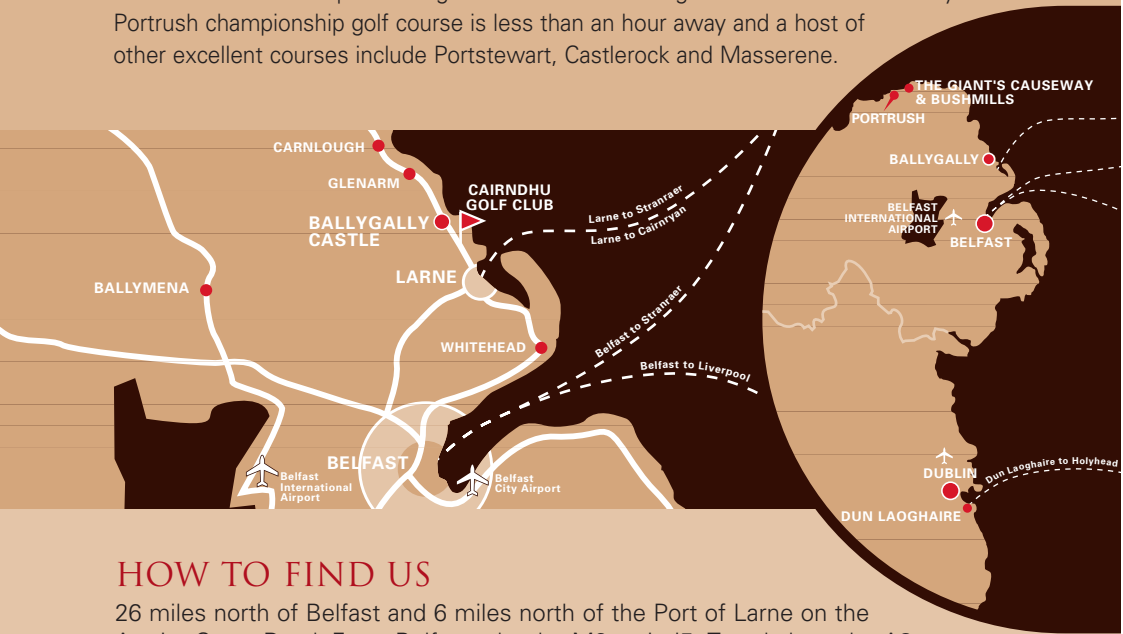 Portrush championship golf course is less than an hour away and a host of
other excellent courses include Portstewart, Castlerock and Masserene.
CARNLOUGH
GLENARM
CAIRNDHU
GOLF CLUB
BALLYGALLY
CASTLE
LARNE
BALLYMENA
WHITEHEAD
Larne to Stranraer
Larne to Cairnryan
Belfast to Stranraer
Belfast to Liverpool
BELFAST
Belfast
International
Airport
Belfast
City Airport
THE GIANT'S CAUSEWAY
& BUSHMILLS
PORTRUSH
BALLYGALLY
BELFAST
INTERNATIONAL
AIRPORT
BELFAST
DUBLIN
Dun Laoghaire to Holyhead
DUN LAOGHAIRE
HOW TO FIND US
26 miles north of Belfast and 6 miles north of the Port of Larne on the